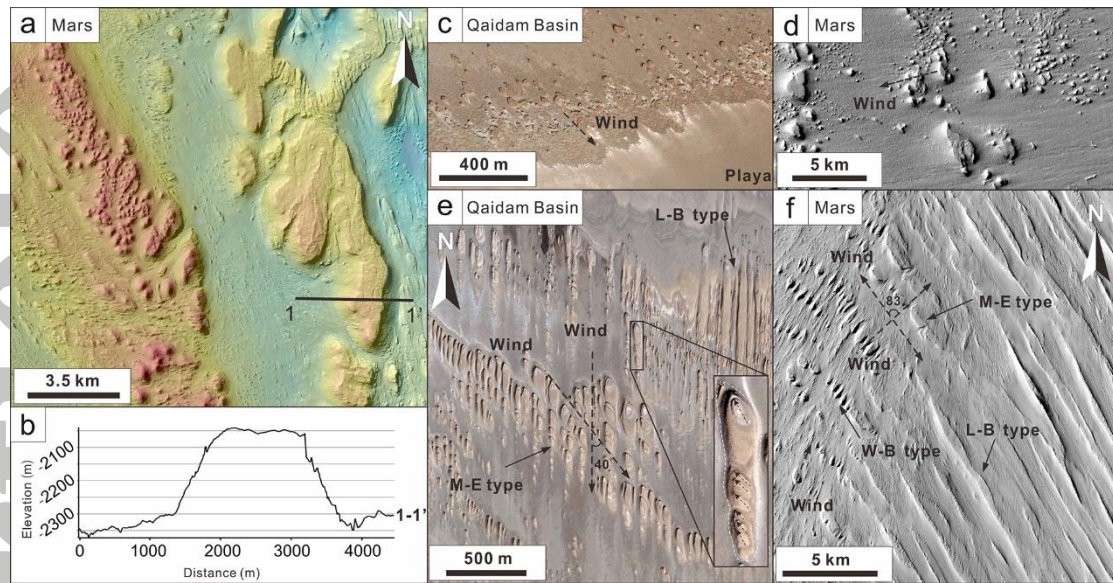 a Mars
N
1 1'
3.5 km
b
Elevation (m)
-2100
-2200
-2300
1-1'
0 1000 2000 3000 4000
Distance (m)
c Qaidam Basin
Wind
400 m
Playa
d Mars
Wind
5 km
e Qaidam Basin
L-B type
N
Wind
Wind
40
M-E type
500 m
f Mars
N
Wind
83
M-E type
Wind
L-B type
W-B type
Wind
5 km